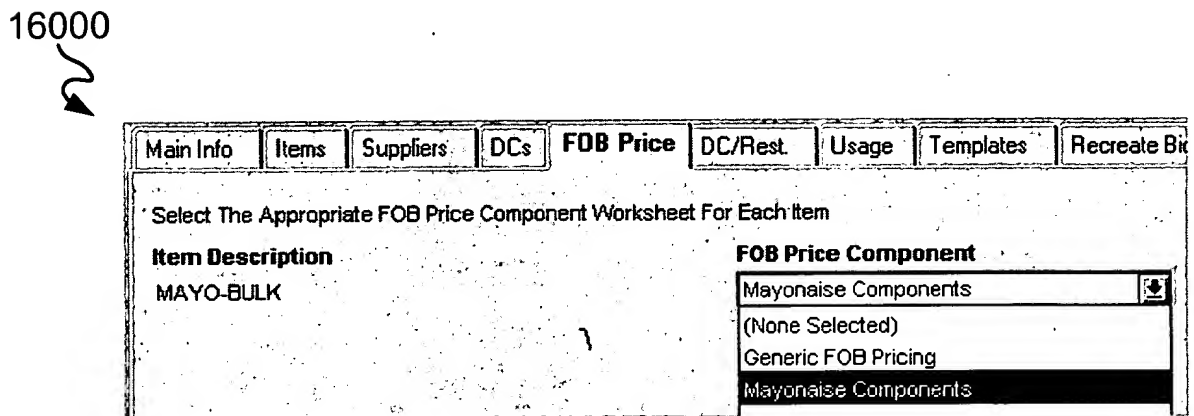 16000
Main Info Items Suppliers DCs FOB Price DC/Rest. Usage Templates Recreate Bi
Select The Appropriate FOB Price Component Worksheet For Each Item
Item Description FOB Price Component
MAYO-BULK Mayonaise Components
(None Selected)
Generic FOB Pricing
Mayonaise Components